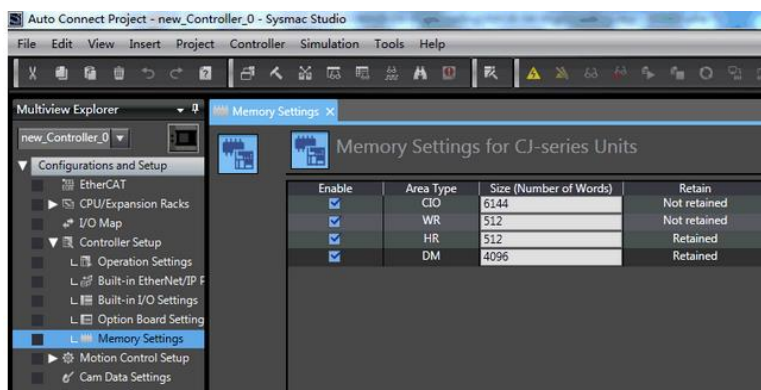 Auto Connect Project - new_Controller_0 - Sysmac Studio
File Edit View Insert Project Controller Simulation Tools Help
Multiview Explorer
new_Controller_0
Configurations and Setup
EtherCAT
CPU/Expansion Racks
I/O Map
Controller Setup
Operation Settings
Built-in EtherNet/IP P
Built-in I/O Settings
Option Board Setting
Memory Settings
Motion Control Setup
Cam Data Settings
Memory Settings
Memory Settings for CJ-series Units
Enable Area Type Size (Number of Words) Retain
CIO 6144 Not retained
WR 512 Not retained
HR 512 Retained
DM 4096 Retained